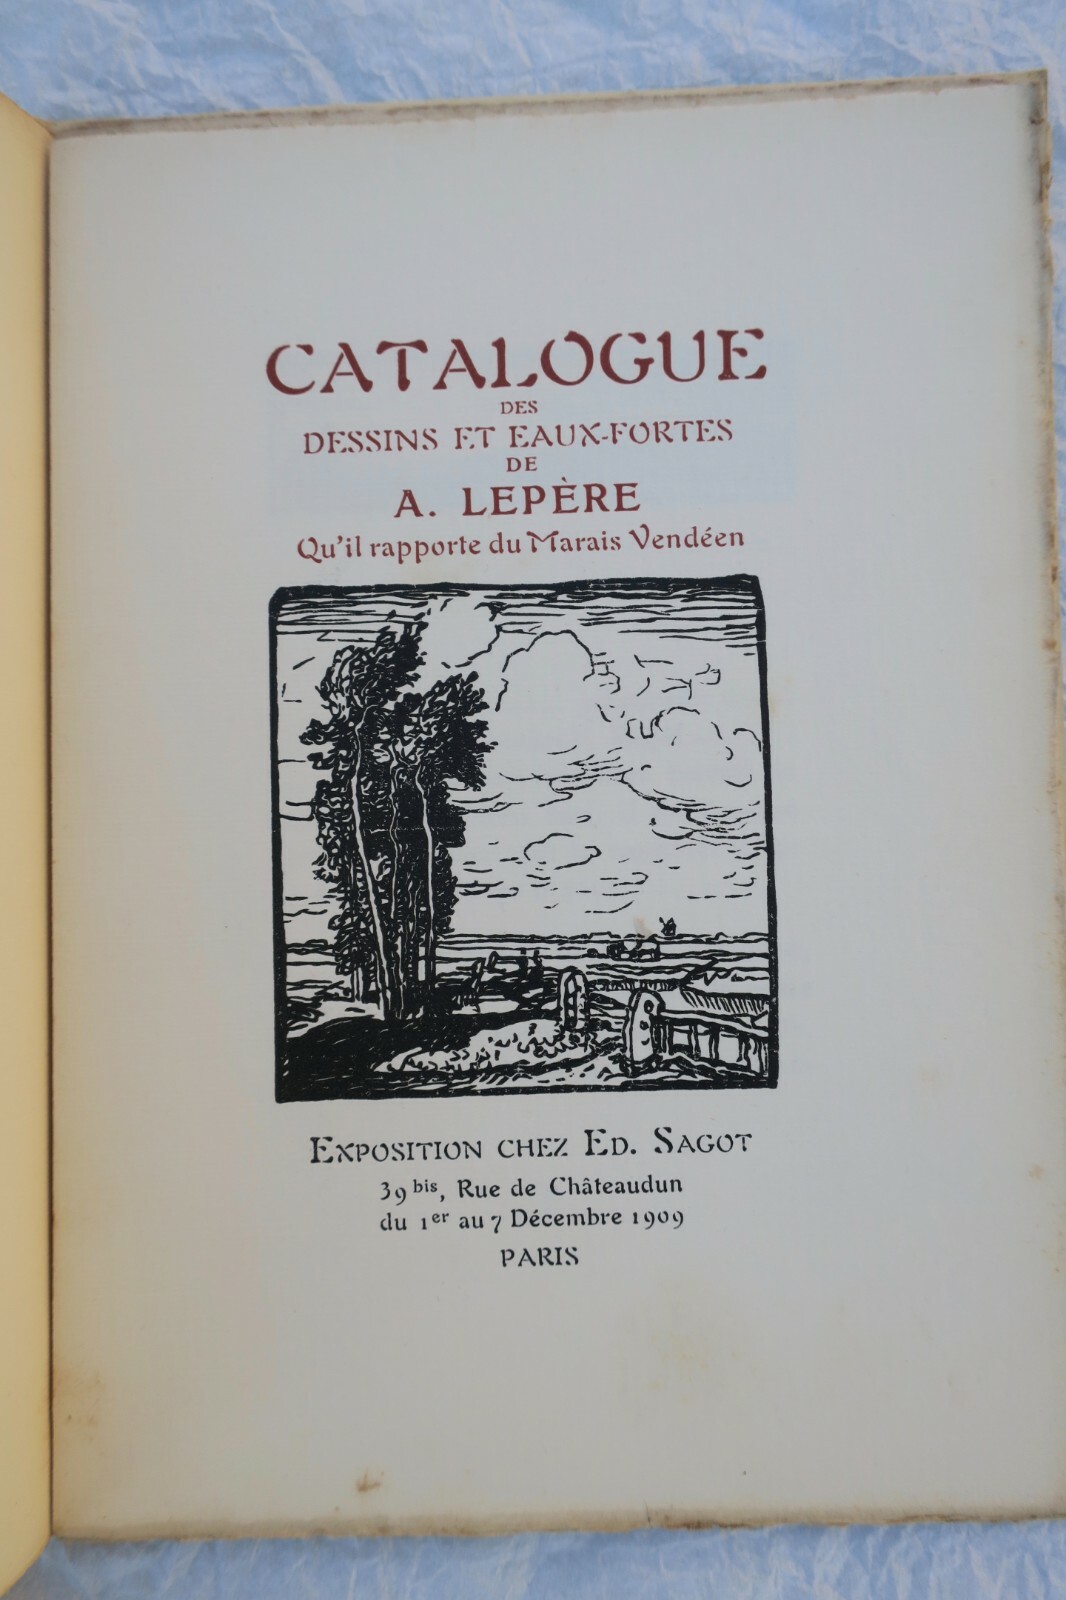 CATALOGUE
DES
DESSINS ET EAUX-FORTES
DE
A. LEPÈRE
Qu'il rapporte du Marais Vendéen
EXPOSITION CHEZ ED. SAGOT
39 bis, Rue de Châteaudun
du 1er au 7 Décembre 1909
PARIS